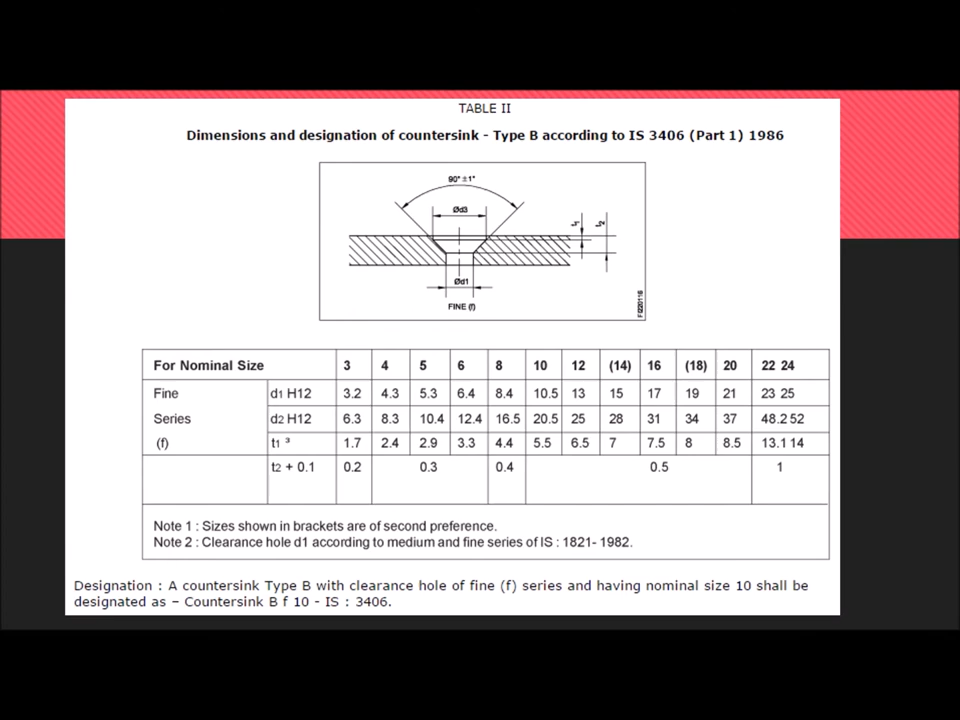 TABLE II
Dimensions and designation of countersink - Type B according to IS 3406 (Part 1) 1986
90° ±1°
Ød3
t1
t2
Ød1
FINE (f)
F0220116
For Nominal Size 3 4 5 6 8 10 12 (14) 16 (18) 20 22 24
Fine d1 H12 3.2 4.3 5.3 6.4 8.4 10.5 13 15 17 19 21 23 25
Series d2 H12 6.3 8.3 10.4 12.4 16.5 20.5 25 28 31 34 37 48.2 52
(f) t1 ³ 1.7 2.4 2.9 3.3 4.4 5.5 6.5 7 7.5 8 8.5 13.1 14
t2 + 0.1 0.2 0.3 0.4 0.5 1
Note 1 : Sizes shown in brackets are of second preference.
Note 2 : Clearance hole d1 according to medium and fine series of IS : 1821- 1982.
Designation : A countersink Type B with clearance hole of fine (f) series and having nominal size 10 shall be
designated as – Countersink B f 10 - IS : 3406.